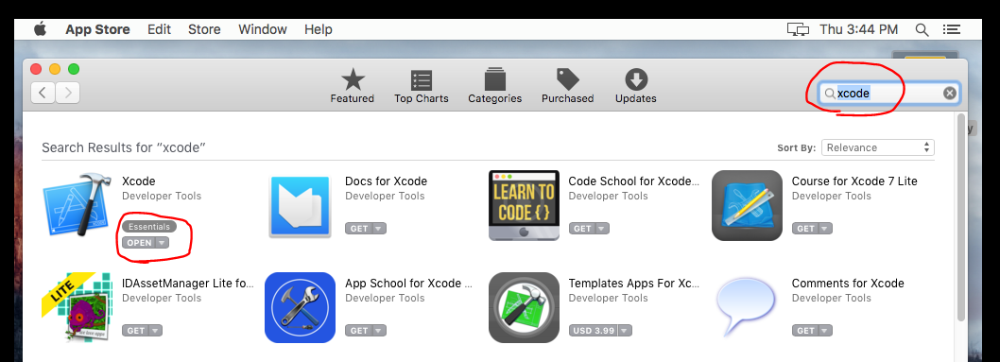 App Store Edit Store Window Help Thu 3:44 PM
Featured Top Charts Categories Purchased Updates
xcode
Search Results for “xcode”
Sort By: Relevance
Xcode
Developer Tools
Essentials
OPEN
Docs for Xcode
Developer Tools
GET
LEARN TO
CODE{}
Code School for Xcode...
Developer Tools
GET
Course for Xcode 7 Lite
Developer Tools
GET
LITE
IDAssetManager Lite fo...
Developer Tools
GET
App School for Xcode ...
Developer Tools
GET
Templates Apps For Xc...
Developer Tools
USD 3.99
Comments for Xcode
Developer Tools
GET